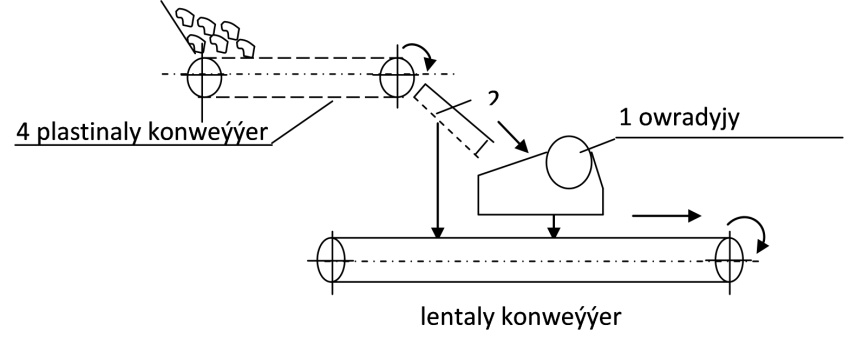 2
1 owradyjy
4 plastinaly konweýýer
lentaly konweýýer